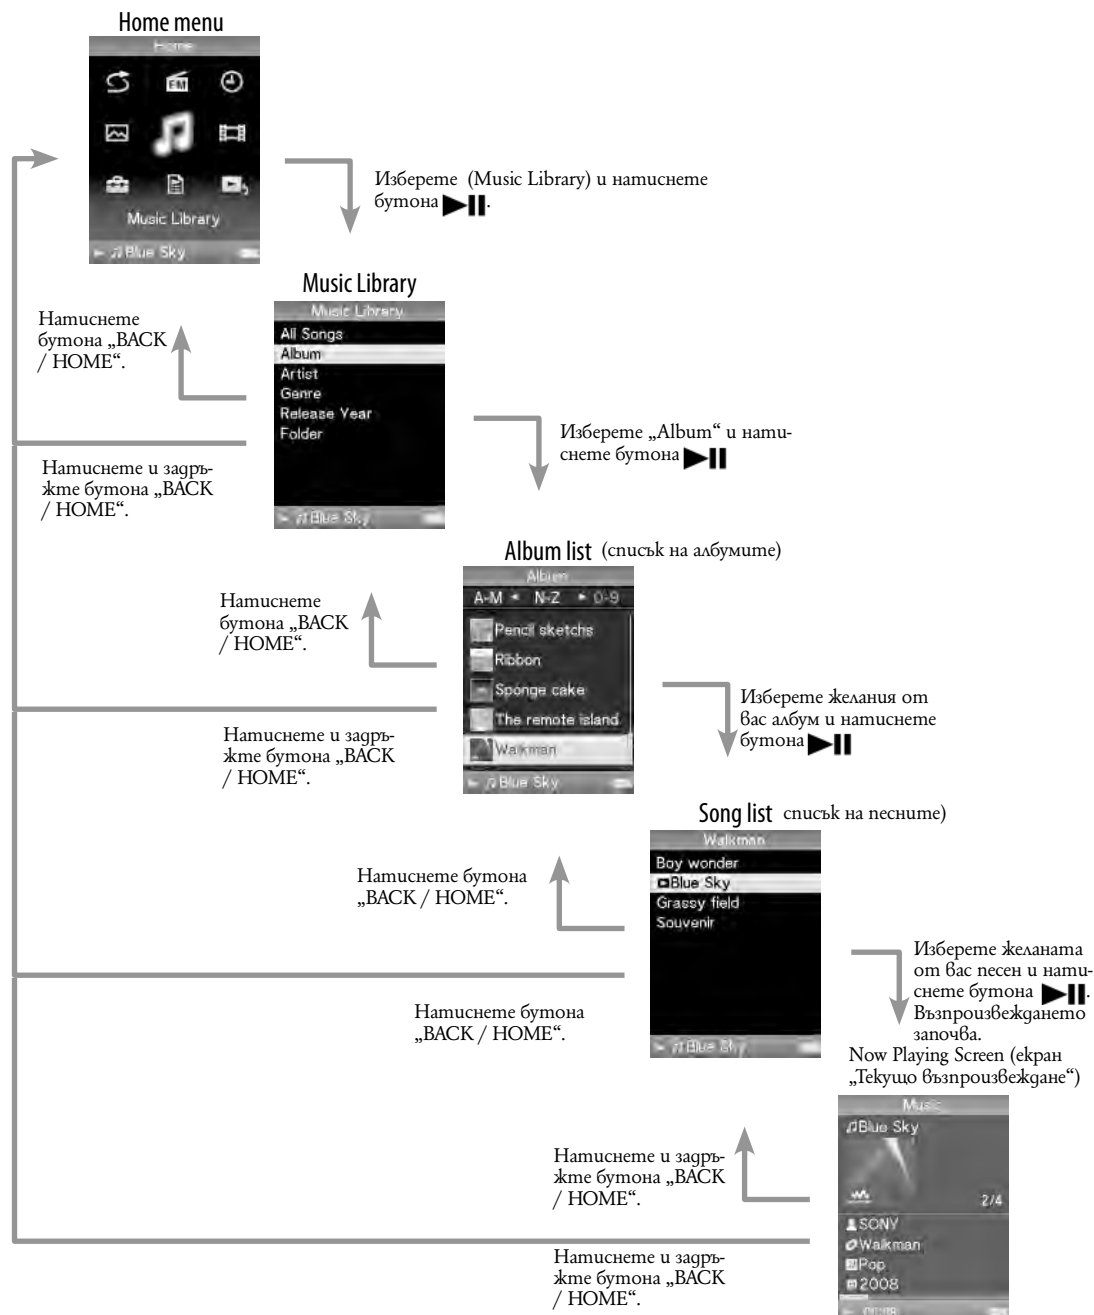 Home menu
Home
FM
Music Library
Blue Sky
Изберете (Music Library) и натиснете
бутона ▶❚❚.
Music Library
Music Library
All Songs
Album
Artist
Genre
Release Year
Folder
Blue Sky
Натиснете
бутона „BACK
/ HOME“.
Изберете „Album“ и нати-
снете бутона ▶❚❚
Натиснете и задръ-
жте бутона „BACK
/ HOME“.
Album list (списък на албумите)
Album
A-M N-Z 0-9
Pencil sketchs
Ribbon
Sponge cake
The remote island
Walkman
Blue Sky
Натиснете
бутона „BACK
/ HOME“.
Изберете желания от
вас албум и натиснете
бутона ▶❚❚
Натиснете и задръ-
жте бутона „BACK
/ HOME“.
Song list списък на песните)
Walkman
Boy wonder
Blue Sky
Grassy field
Souvenir
Blue Sky
Натиснете бутона
„BACK / HOME“.
Изберете желаната
от вас песен и нати-
снете бутона ▶❚❚.
Възпроизвеждането
започва.
Натиснете бутона
„BACK / HOME“.
Now Playing Screen (екран
„Текущо възпроизвеждане“)
Music
Blue Sky
2/4
SONY
Walkman
Pop
2008
Натиснете и задръ-
жте бутона „BACK
/ HOME“.
Натиснете и задръ-
жте бутона „BACK
/ HOME“.